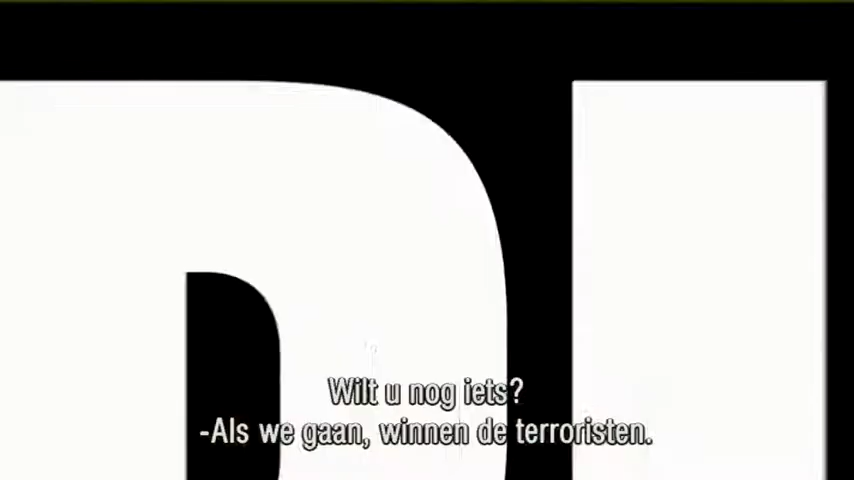 Wilt u nog iets?
-Als we gaan, winnen de terroristen.